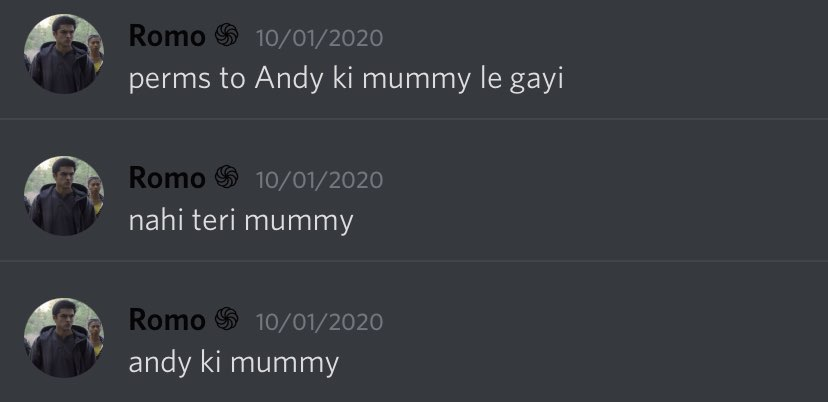 Romo 10/01/2020
perms to Andy ki mummy le gayi
Romo 10/01/2020
nahi teri mummy
Romo 10/01/2020
andy ki mummy